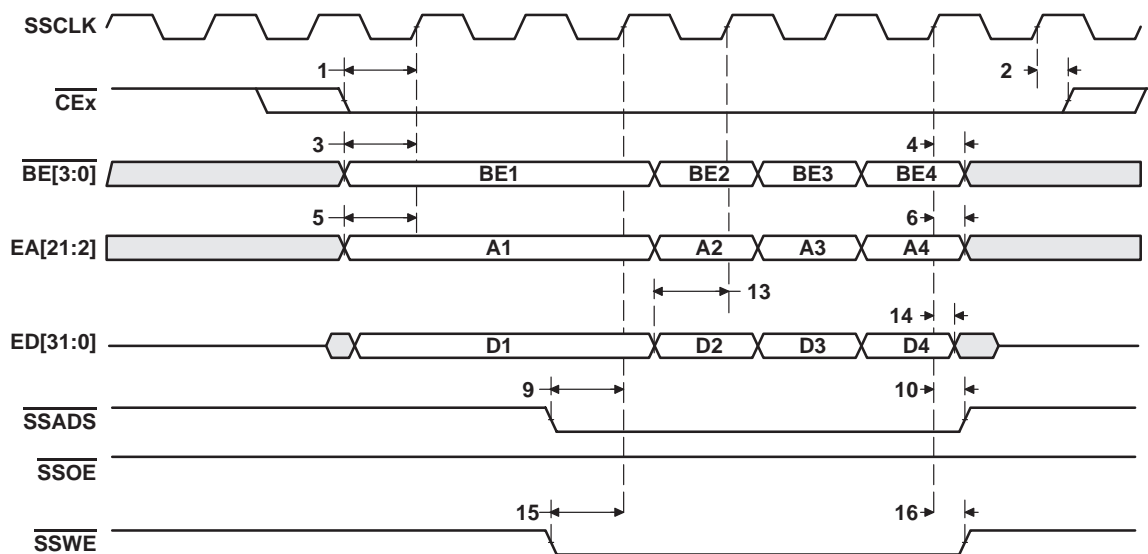 SSCLK
1
2
CEx
3
4
BE[3:0]
BE1
BE2
BE3
BE4
5
6
EA[21:2]
A1
A2
A3
A4
13
14
ED[31:0]
D1
D2
D3
D4
9
10
SSADS
SSOE
15
16
SSWE